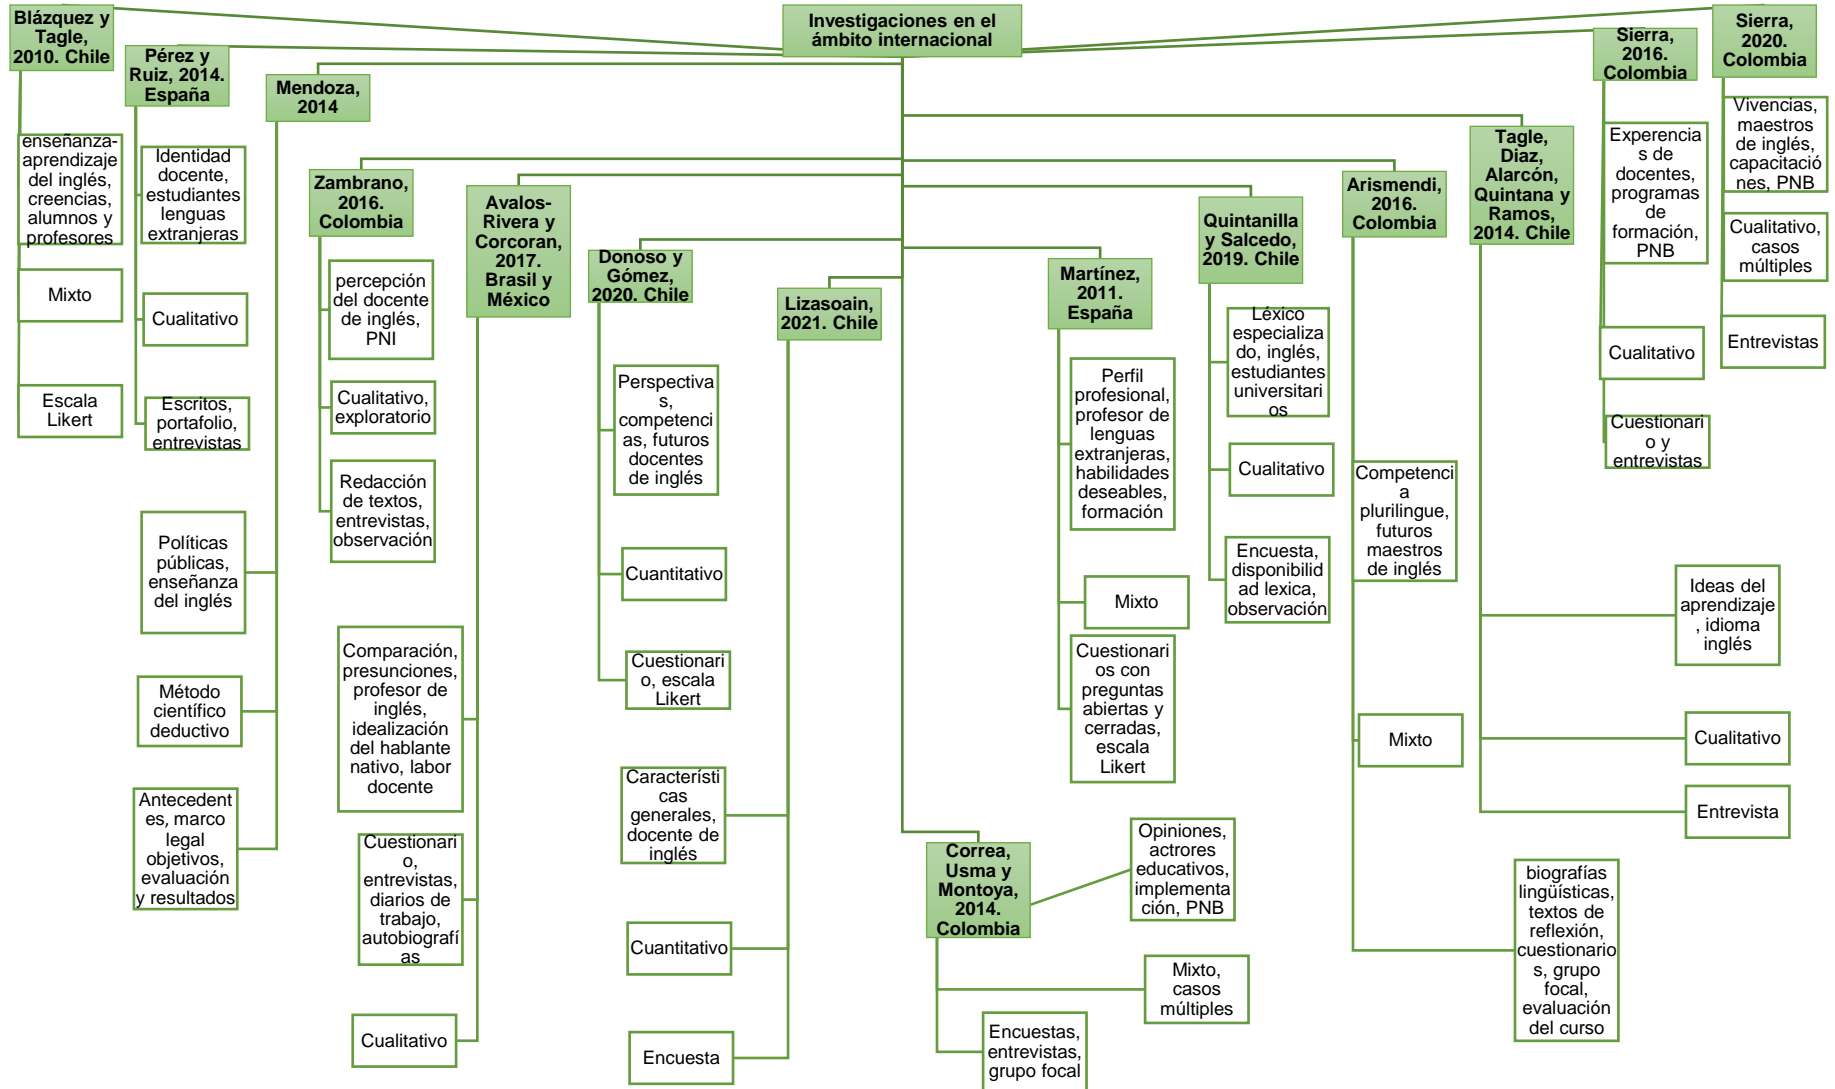 Investigaciones en el
ámbito internacional
Blázquez y
Tagle,
2010. Chile
enseñanza-
aprendizaje
del inglés,
creencias,
alumnos y
profesores
Mixto
Escala
Likert
Pérez y
Ruiz, 2014.
España
Identidad
docente,
estudiantes
lenguas
extranjeras
Cualitativo
Escritos,
portafolio,
entrevistas
Mendoza,
2014
Políticas
públicas,
enseñanza
del inglés
Método
científico
deductivo
Antecedent
es, marco
legal
objetivos,
evaluación
y resultados
Zambrano,
2016.
Colombia
percepción
del docente
de inglés,
PNI
Cualitativo,
exploratorio
Redacción
de textos,
entrevistas,
observación
Avalos-
Rivera y
Corcoran,
2017.
Brasil y
México
Comparación,
presunciones,
profesor de
inglés,
idealización
del hablante
nativo, labor
docente
Cuestionari
o,
entrevistas,
diarios de
trabajo,
autobiografí
as
Cualitativo
Donoso y
Gómez,
2020. Chile
Perspectiva
s,
competenci
as, futuros
docentes
de inglés
Cuantitativo
Cuestionari
o, escala
Likert
Lizasoain,
2021. Chile
Característi
cas
generales,
docente de
inglés
Cuantitativo
Encuesta
Correa,
Usma y
Montoya,
2014.
Colombia
Opiniones,
actrores
educativos,
implementa
ción, PNB
Mixto,
casos
múltiples
Encuestas,
entrevistas,
grupo focal
Martínez,
2011.
España
Perfil
profesional,
profesor de
lenguas
extranjeras,
habilidades
deseables,
formación
Mixto
Cuestionari
os con
preguntas
abiertas y
cerradas,
escala
Likert
Quintanilla
y Salcedo,
2019. Chile
Léxico
especializa
do, inglés,
estudiantes
universitari
os
Cualitativo
Encuesta,
disponibilid
ad lexica,
observación
Arismendi,
2016.
Colombia
Competenci
a
plurilingue,
futuros
maestros
de inglés
Mixto
biografías
lingüísticas,
textos de
reflexión,
cuestionario
s, grupo
focal,
evaluación
del curso
Tagle,
Diaz,
Alarcón,
Quintana y
Ramos,
2014. Chile
Ideas del
aprendizaje
, idioma
inglés
Cualitativo
Entrevista
Sierra,
2016.
Colombia
Experencia
s de
docentes,
programas
de
formación,
PNB
Cualitativo
Cuestionari
o y
entrevistas
Sierra,
2020.
Colombia
Vivencias,
maestros
de inglés,
capacitacio
nes, PNB
Cualitativo,
casos
múltiples
Entrevistas